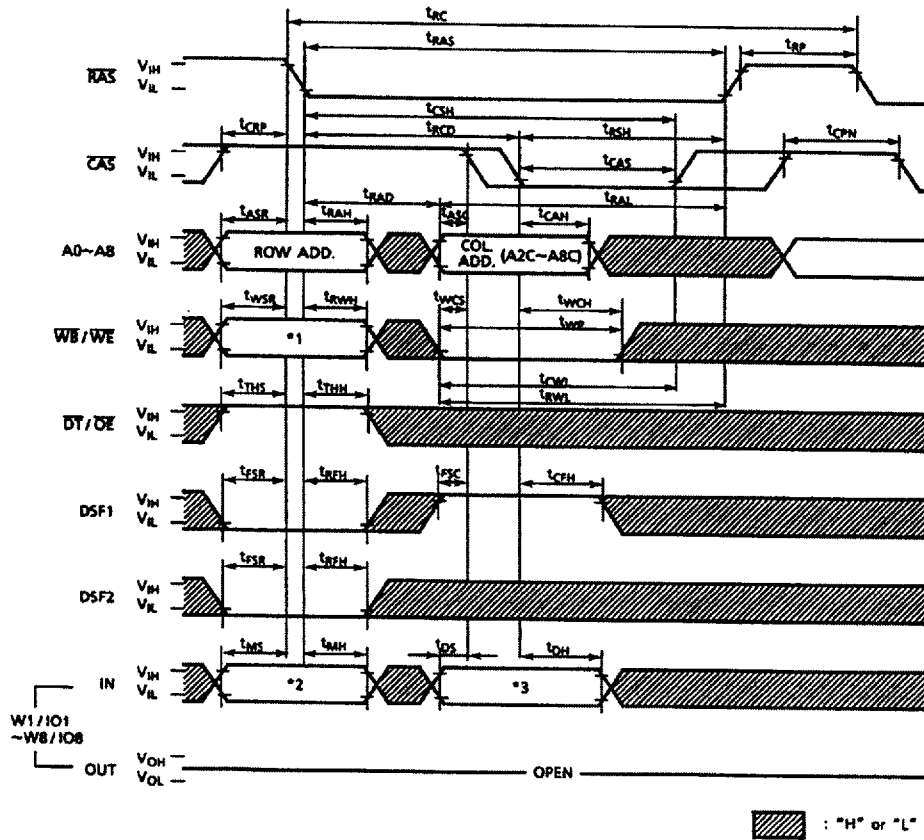 tRC
tRAS
tRP
RAS
VIH
VIL
tCSH
tCRP
tRCD
tRSH
tCPN
CAS
VIH
VIL
tCAS
tRAD
tRAL
tASR
tRAH
tASC
tCAH
A0~A8
VIH
VIL
ROW ADD.
COL ADD. (A2C~A8C)
tWSR
tRWH
tWCS
tWCH
tWP
WB/WE
VIH
VIL
*1
tCWL
tRWL
tTHS
tTHH
DT/OE
VIH
VIL
tFSR
tRFH
tFSC
tCFH
DSF1
VIH
VIL
tFSR
tRFH
DSF2
VIH
VIL
tMS
tMH
tDS
tDH
IN
VIH
VIL
*2
*3
W1/IO1
~W8/IO8
OUT
VOH
VOL
OPEN
: "H" or "L"